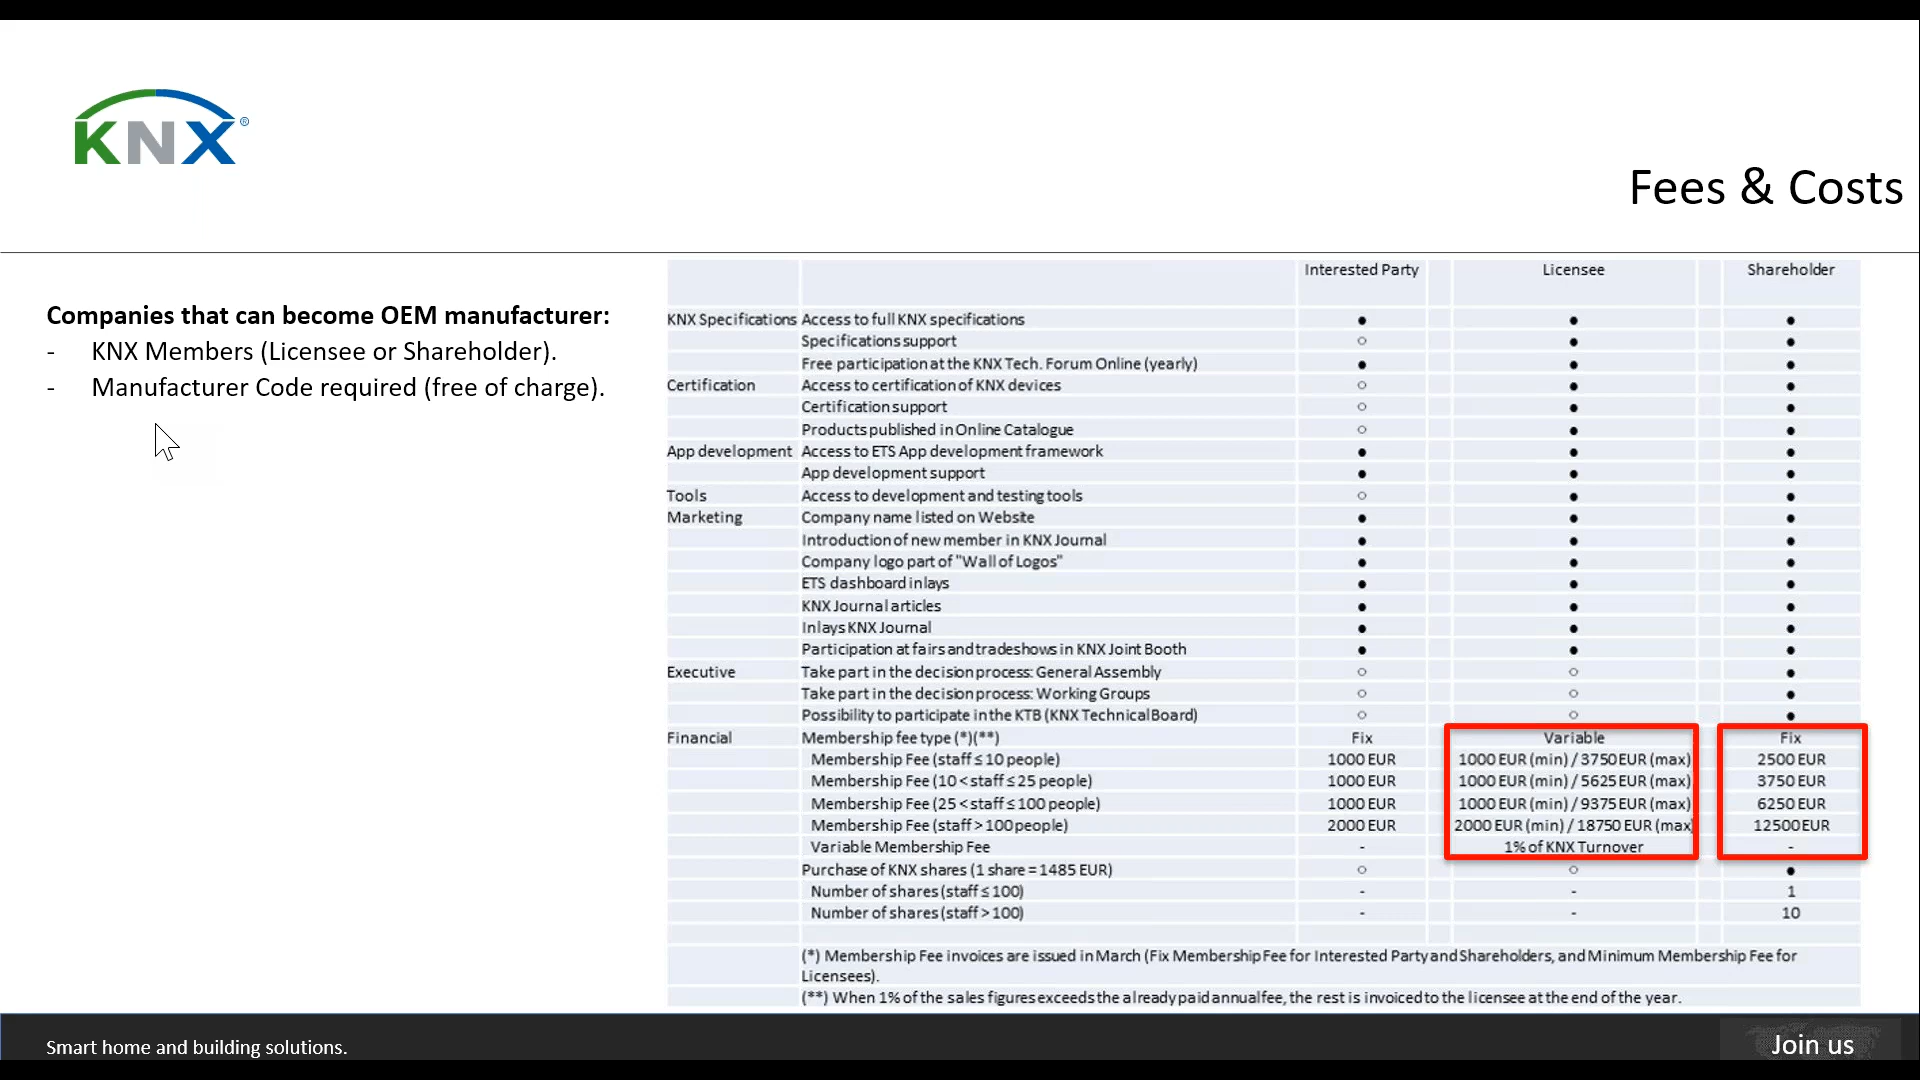 KNX®
Fees & Costs
Companies that can become OEM manufacturer:
- KNX Members (Licensee or Shareholder).
- Manufacturer Code required (free of charge).
Interested Party Licensee Shareholder
KNX Specifications Access to full KNX specifications ● ● ●
Specifications support ○ ● ●
Free participation at the KNX Tech. Forum Online (yearly) ● ● ●
Certification Access to certification of KNX devices ○ ● ●
Certification support ○ ● ●
Products published in Online Catalogue ○ ● ●
App development Access to ETS App development framework ● ● ●
App development support ● ● ●
Tools Access to development and testing tools ○ ● ●
Marketing Company name listed on Website ● ● ●
Introduction of new member in KNX Journal ● ● ●
Company logo part of "Wall of Logos" ● ● ●
ETS dashboard inlays ● ● ●
KNX Journal articles ● ● ●
Inlays KNX Journal ● ● ●
Participation at fairs and tradeshows in KNX Joint Booth ● ● ●
Executive Take part in the decision process: General Assembly ○ ○ ●
Take part in the decision process: Working Groups ○ ○ ●
Possibility to participate in the KTB (KNX Technical Board) ○ ○ ●
Financial Membership fee type (*)(**) Fix Variable Fix
Membership Fee (staff ≤ 10 people) 1000 EUR 1000 EUR (min) / 3750 EUR (max) 2500 EUR
Membership Fee (10 < staff ≤ 25 people) 1000 EUR 1000 EUR (min) / 5625 EUR (max) 3750 EUR
Membership Fee (25 < staff ≤ 100 people) 1000 EUR 1000 EUR (min) / 9375 EUR (max) 6250 EUR
Membership Fee (staff > 100 people) 2000 EUR 2000 EUR (min) / 18750 EUR (max) 12500 EUR
Variable Membership Fee - 1% of KNX Turnover -
Purchase of KNX shares (1 share = 1485 EUR) ○ ○ ●
Number of shares (staff ≤ 100) - - 1
Number of shares (staff > 100) - - 10
(*) Membership Fee invoices are issued in March (Fix Membership Fee for Interested Party and Shareholders, and Minimum Membership Fee for
Licensees).
(**) When 1% of the sales figures exceeds the already paid annual fee, the rest is invoiced to the licensee at the end of the year.
Smart home and building solutions.
Join us